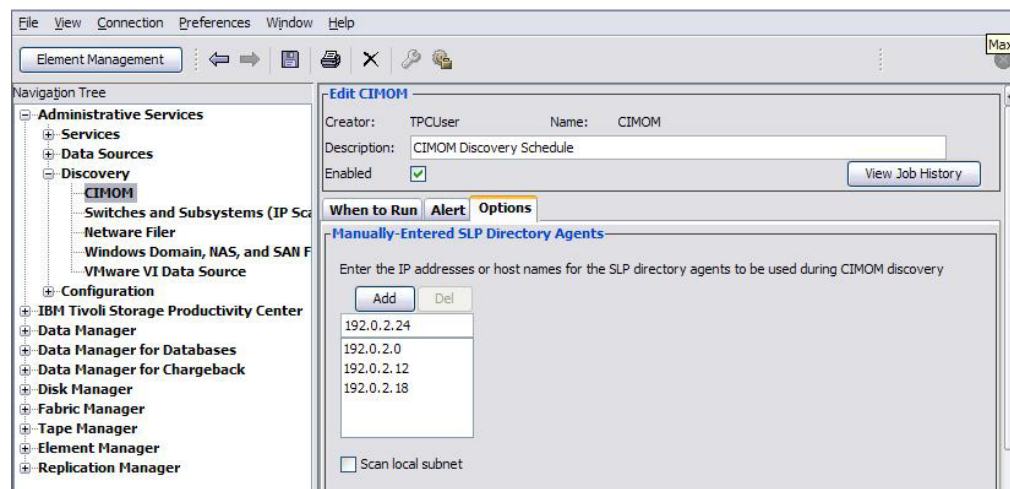 File View Connection Preferences Window Help
Element Management
Max
Navigation Tree
Administrative Services
Services
Data Sources
Discovery
CIMOM
Switches and Subsystems (IP Sca
Netware Filer
Windows Domain, NAS, and SAN F
VMware VI Data Source
Configuration
IBM Tivoli Storage Productivity Center
Data Manager
Data Manager for Databases
Data Manager for Chargeback
Disk Manager
Fabric Manager
Tape Manager
Element Manager
Replication Manager
Edit CIMOM
Creator: TPCUser Name: CIMOM
Description: CIMOM Discovery Schedule
Enabled View Job History
When to Run Alert Options
Manually-Entered SLP Directory Agents
Enter the IP addresses or host names for the SLP directory agents to be used during CIMOM discovery
Add Del
192.0.2.24
192.0.2.0
192.0.2.12
192.0.2.18
Scan local subnet